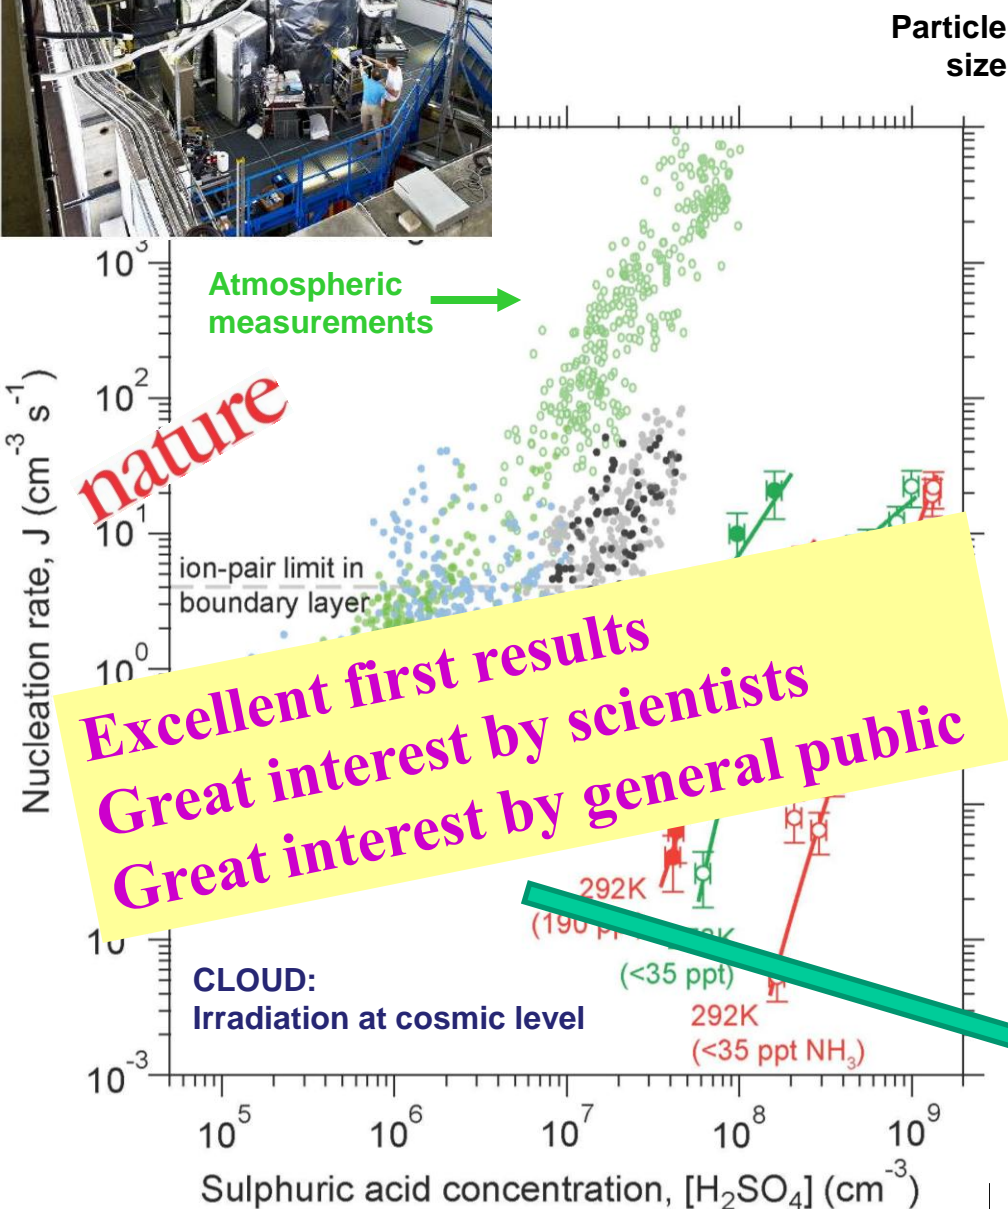 Particle
size
10³
Atmospheric
measurements
10²
nature
10¹
ion-pair limit in
boundary layer
10⁰
Nucleation rate, J (cm⁻³ s⁻¹)
Excellent first results
Great interest by scientists
Great interest by general public
292K
(190
(<35 ppt)
CLOUD:
Irradiation at cosmic level
292K
(<35 ppt NH₃)
10⁻³
10⁵ 10⁶ 10⁷ 10⁸ 10⁹
Sulphuric acid concentration, [H₂SO₄] (cm⁻³)